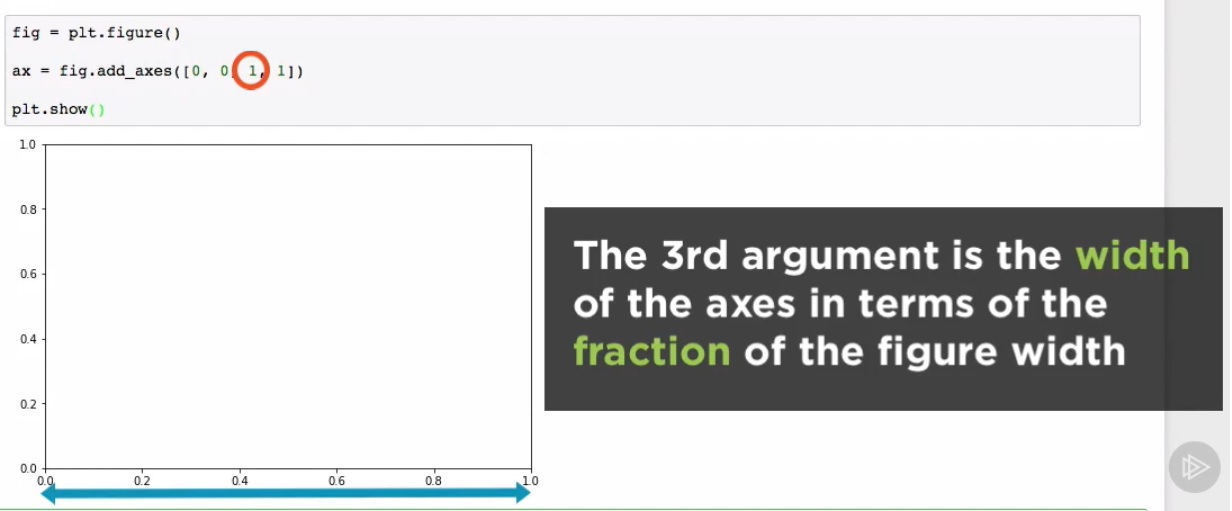 fig = plt.figure()
ax = fig.add_axes([0, 0, 1, 1])
plt.show()
1.0
0.8
0.6
0.4
0.2
0.0
0.0 0.2 0.4 0.6 0.8 1.0
The 3rd argument is the width
of the axes in terms of the
fraction of the figure width